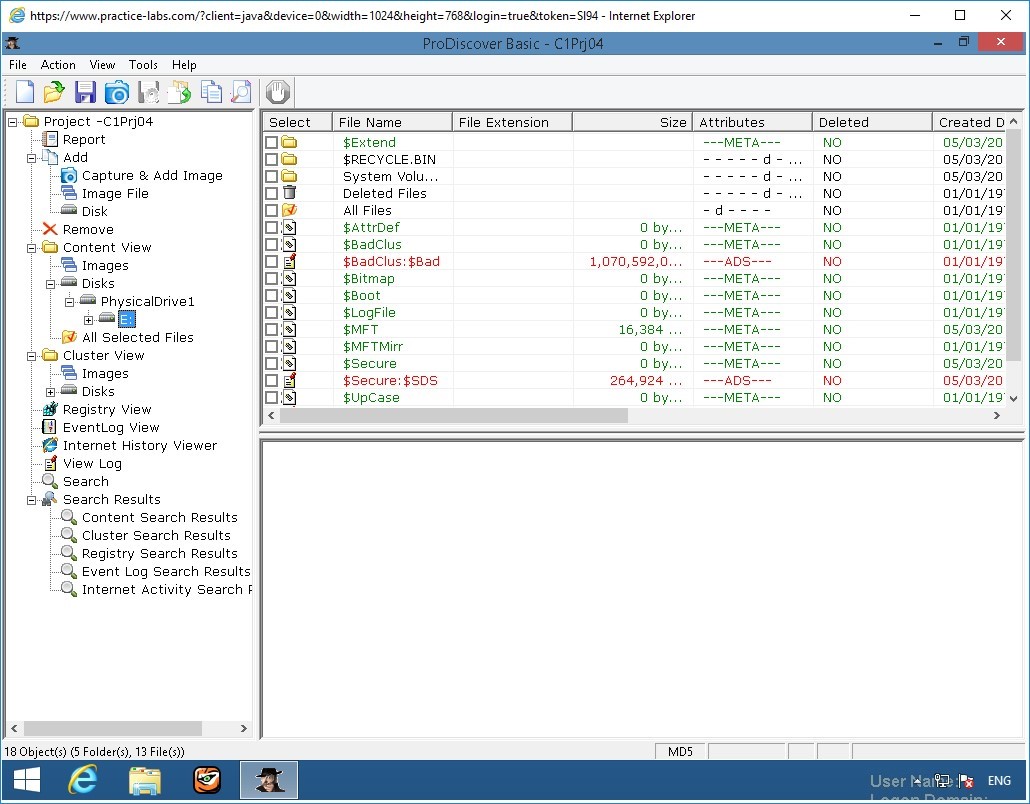 https://www.practice-labs.com/?client=java&device=0&width=1024&height=768&login=true&token=SI94 - Internet Explorer
ProDiscover Basic - C1Prj04
File Action View Tools Help
Project -C1Prj04
Report
Add
Capture & Add Image
Image File
Disk
Remove
Content View
Images
Disks
PhysicalDrive1
E:
All Selected Files
Cluster View
Images
Disks
Registry View
EventLog View
Internet History Viewer
View Log
Search
Search Results
Content Search Results
Cluster Search Results
Registry Search Results
Event Log Search Results
Internet Activity Search R
Select File Name File Extension Size Attributes Deleted Created D
$Extend ---META--- NO 05/03/20
$RECYCLE.BIN - - - - - d - ... NO 05/03/20
System Volu... - - - - - d - ... NO 05/03/20
Deleted Files - - - - - d - ... NO 01/01/19
All Files - d - - - - NO 01/01/19
$AttrDef 0 by... ---META--- NO 01/01/19
$BadClus 0 by... ---META--- NO 01/01/19
$BadClus:$Bad 1,070,592,0... ---ADS--- NO 01/01/19
$Bitmap 0 by... ---META--- NO 01/01/19
$Boot 0 by... ---META--- NO 01/01/19
$LogFile 0 by... ---META--- NO 01/01/19
$MFT 16,384 ... ---META--- NO 05/03/20
$MFTMirr 0 by... ---META--- NO 01/01/19
$Secure 0 by... ---META--- NO 05/03/20
$Secure:$SDS 264,924 ... ---ADS--- NO 05/03/20
$UpCase 0 by... ---META--- NO 01/01/19
18 Object(s) (5 Folder(s), 13 File(s))
MD5
User Name:
Logon Domain:
ENG